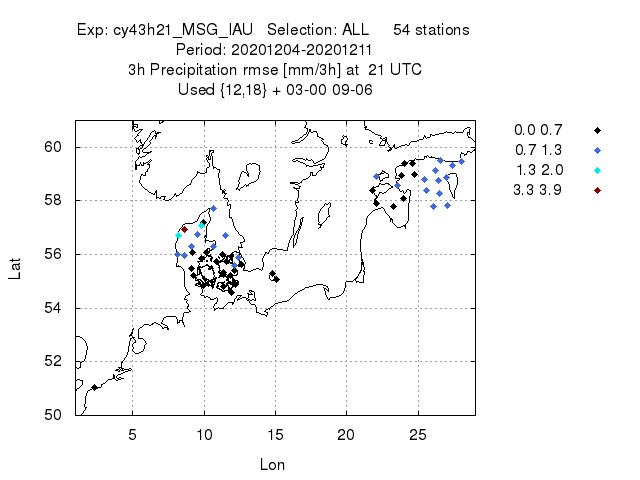 Exp: cy43h21_MSG_IAU Selection: ALL 54 stations
Period: 20201204-20201211
3h Precipitation rmse [mm/3h] at 21 UTC
Used {12,18} + 03-00 09-06
0.0 0.7
0.7 1.3
1.3 2.0
3.3 3.9
60
58
56
54
52
50
Lat
5 10 15 20 25
Lon